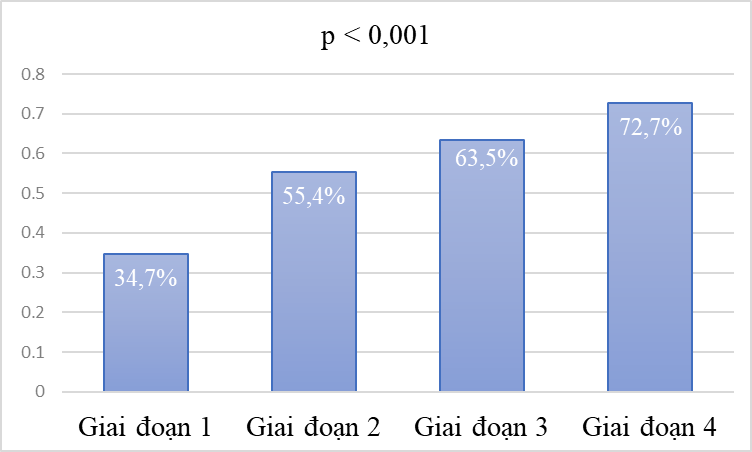 p < 0,001
0.8
0.7
0.6
0.5
0.4
0.3
0.2
0.1
0
34,7%
55,4%
63,5%
72,7%
Giai đoạn 1
Giai đoạn 2
Giai đoạn 3
Giai đoạn 4